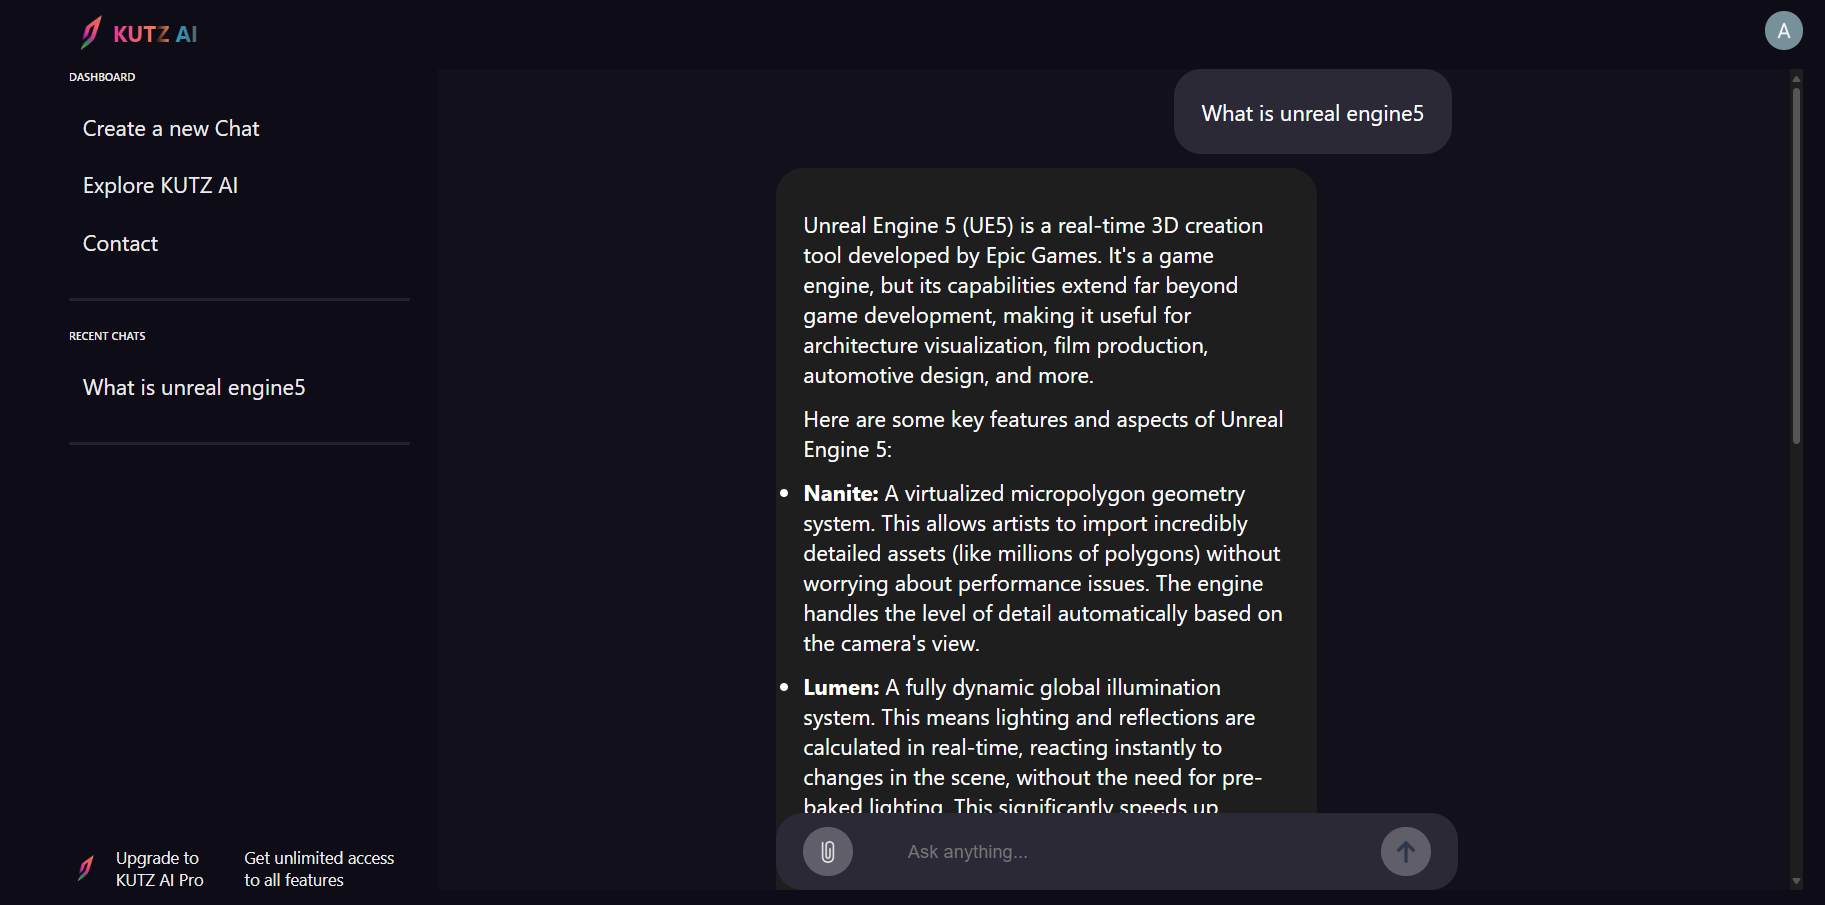 KUTZ AI
A
DASHBOARD
Create a new Chat
Explore KUTZ AI
Contact
RECENT CHATS
What is unreal engine5
Upgrade to
KUTZ AI Pro
Get unlimited access
to all features
What is unreal engine5
Unreal Engine 5 (UE5) is a real-time 3D creation
tool developed by Epic Games. It's a game
engine, but its capabilities extend far beyond
game development, making it useful for
architecture visualization, film production,
automotive design, and more.
Here are some key features and aspects of Unreal
Engine 5:
• Nanite: A virtualized micropolygon geometry
system. This allows artists to import incredibly
detailed assets (like millions of polygons) without
worrying about performance issues. The engine
handles the level of detail automatically based on
the camera's view.
• Lumen: A fully dynamic global illumination
system. This means lighting and reflections are
calculated in real-time, reacting instantly to
changes in the scene, without the need for pre-
baked lighting. This significantly speeds up
Ask anything...